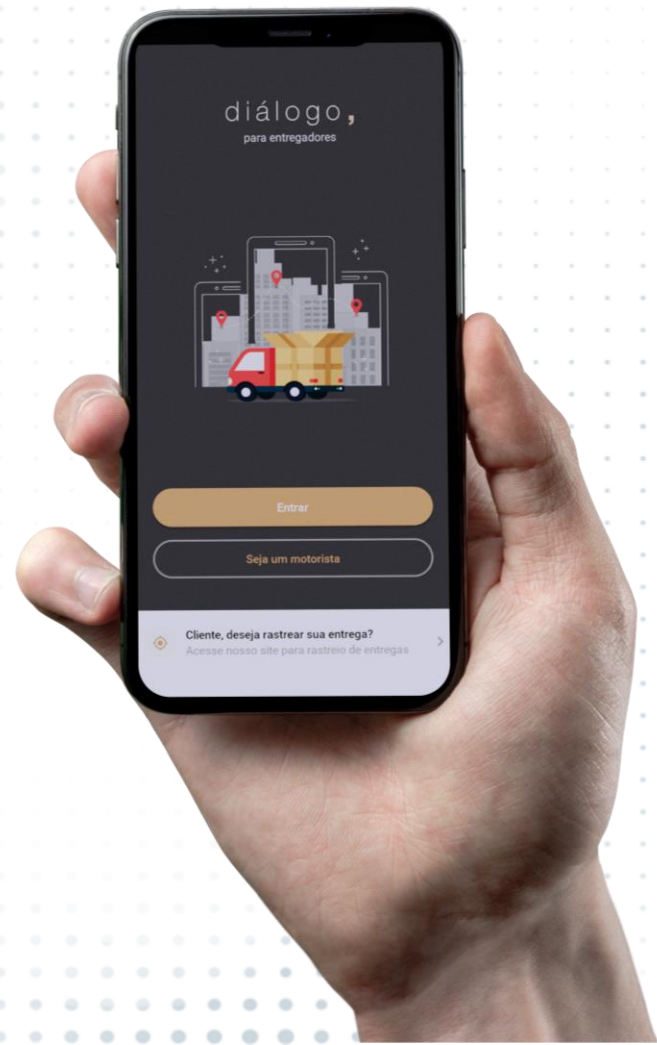 diálogo,
para entregadores
Entrar
Seja um motorista
Cliente, deseja rastrear sua entrega?
Acesse nosso site para rastreio de entregas